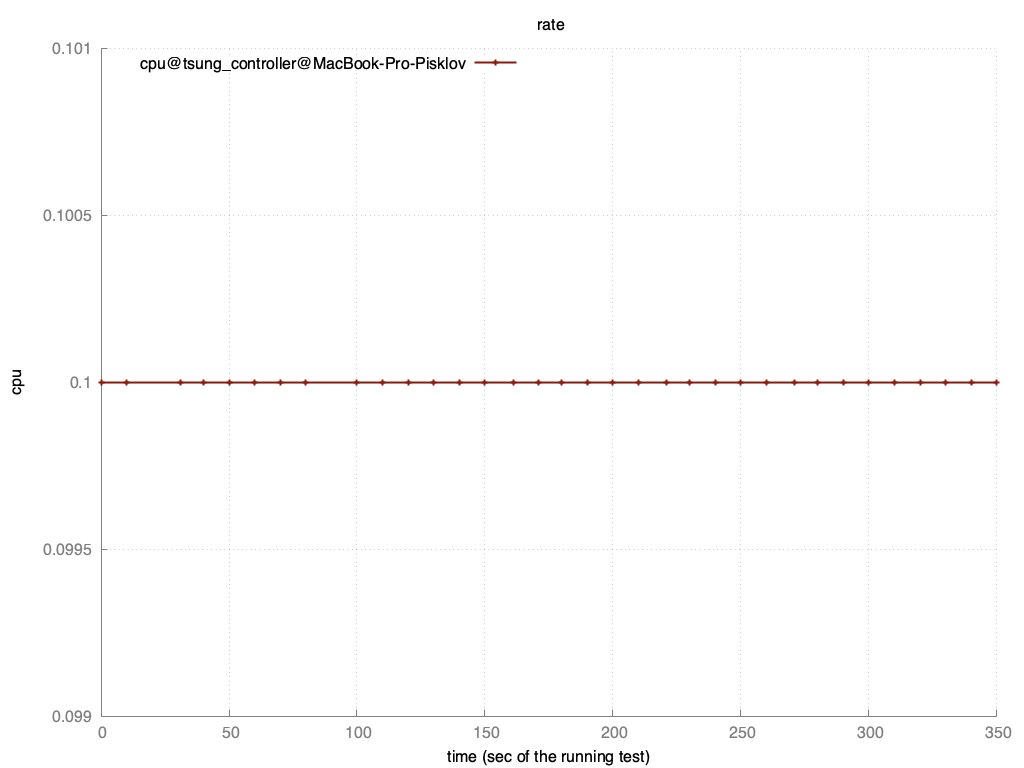 rate
0.101
cpu@tsung_controller@MacBook-Pro-Pisklov
0.1005
0.1
cpu
0.0995
0.099
0 50 100 150 200 250 300 350
time (sec of the running test)